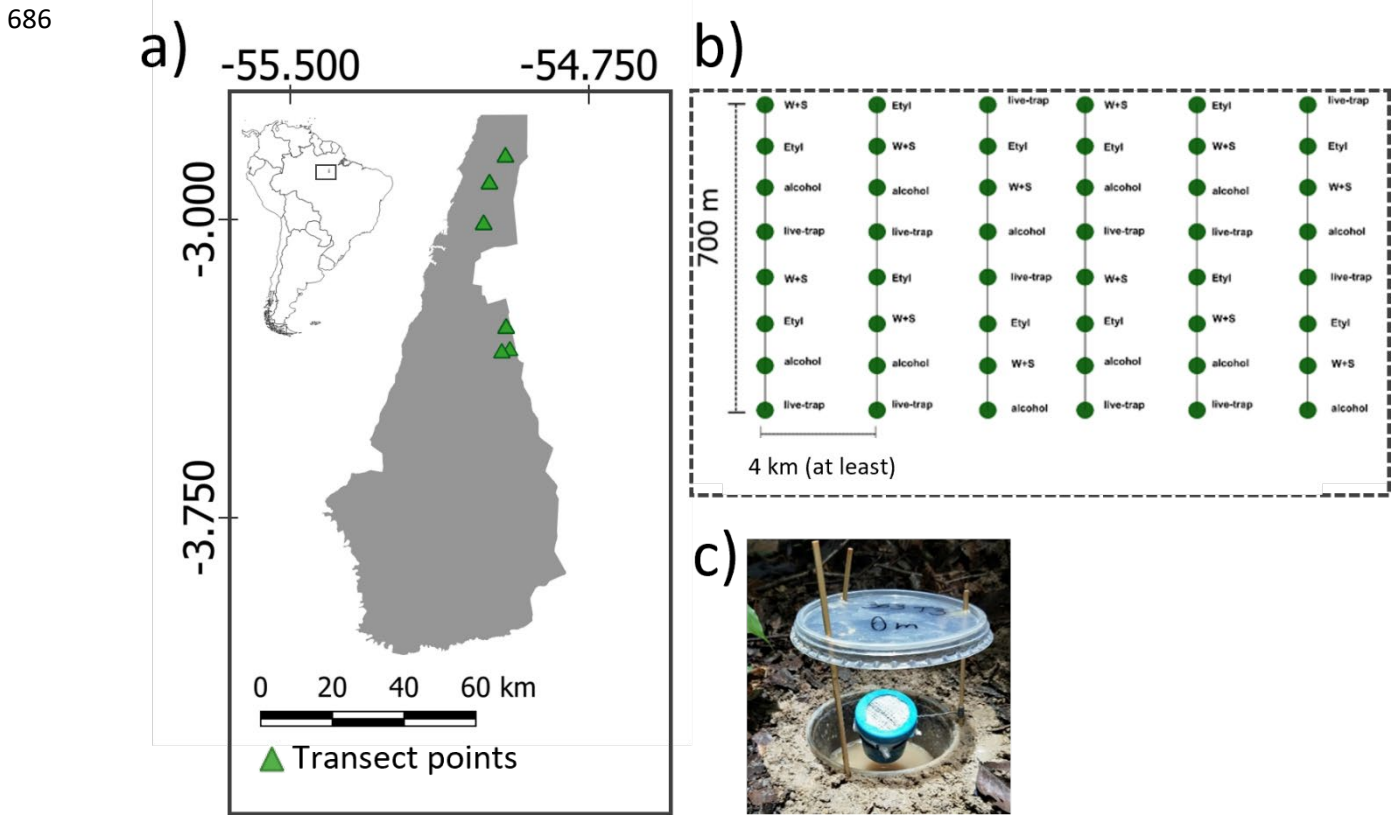 686
a)
-55.500 -54.750
-3.000
-3.750
0 20 40 60 km
Transect points
b)
700 m
W+S Etyl live-trap W+S Etyl live-trap
Etyl W+S Etyl Etyl W+S Etyl
alcohol alcohol W+S alcohol alcohol W+S
live-trap live-trap alcohol live-trap live-trap alcohol
W+S Etyl live-trap W+S Etyl live-trap
Etyl W+S Etyl Etyl W+S Etyl
alcohol alcohol W+S alcohol alcohol W+S
live-trap live-trap alcohol live-trap live-trap alcohol
4 km (at least)
c)
0 m